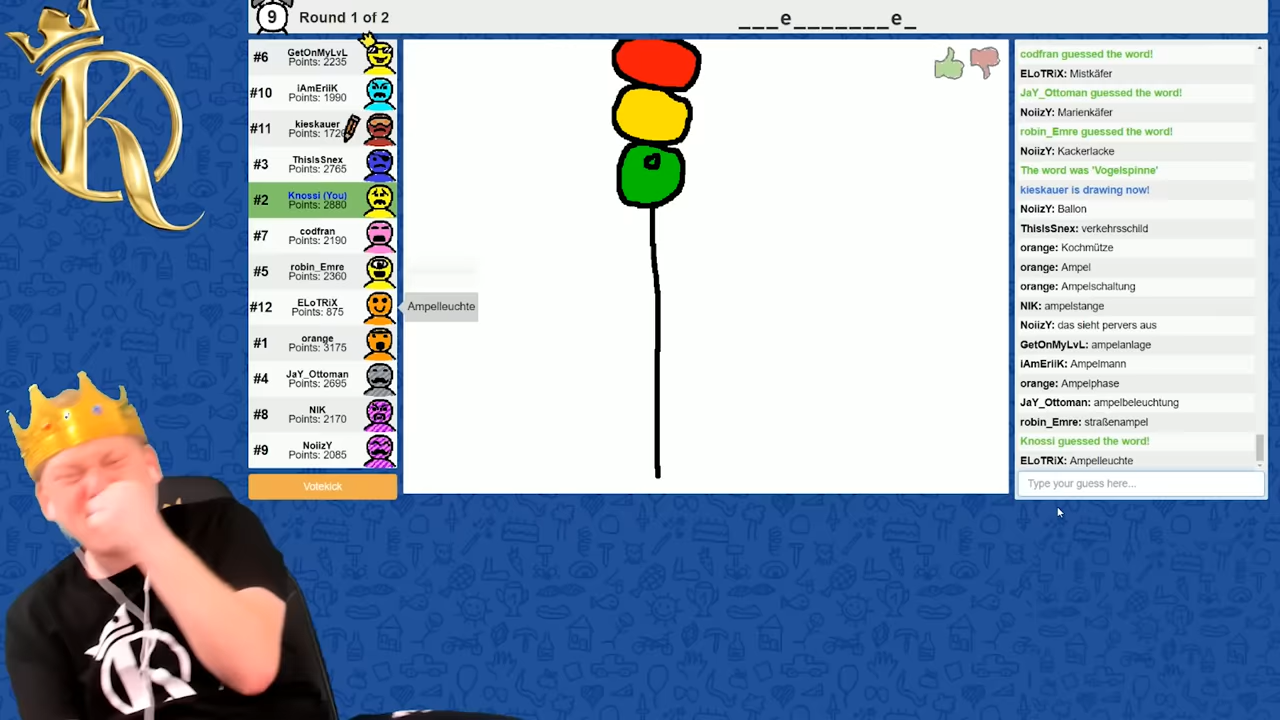 9
Round 1 of 2
___e_______e_
#6
GetOnMyLvL
Points: 2235
#10
iAmEriiK
Points: 1990
#11
kieskauer
#3
ThisIsSnex
Points: 2765
#2
Knossi (You)
Points: 2880
#7
codfran
Points: 2190
#5
robin_Emre
Points: 2360
#12
ELoTRiX
Points: 875
#1
orange
Points: 3175
#4
JaY_Ottoman
Points: 2695
#8
NIK
Points: 2170
#9
NoiizY
Points: 2085
Votekick
Ampelleuchte
codfran guessed the word!
ELoTRiX: Mistkäfer
JaY_Ottoman guessed the word!
NoiizY: Marienkäfer
robin_Emre guessed the word!
NoiizY: Kackerlacke
The word was 'Vogelspinne'
kieskauer is drawing now!
NoiizY: Ballon
ThisIsSnex: verkehrsschild
orange: Kochmütze
orange: Ampel
orange: Ampelschaltung
NIK: ampelstange
NoiizY: das sieht pervers aus
GetOnMyLvL: ampelanlage
iAmEriiK: Ampelmann
orange: Ampelphase
JaY_Ottoman: ampelbeleuchtung
robin_Emre: straßenampel
Knossi guessed the word!
ELoTRiX: Ampelleuchte
Type your guess here...